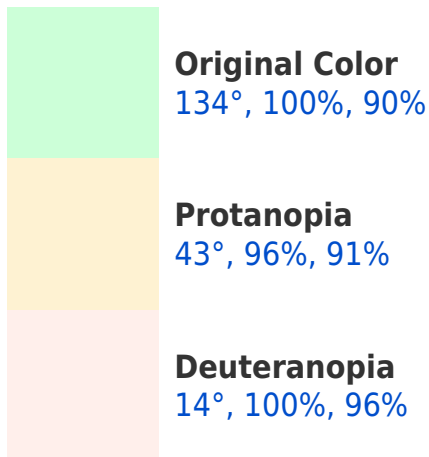 Original Color
134°, 100%, 90%
Protanopia
43°, 96%, 91%
Deuteranopia
14°, 100%, 96%